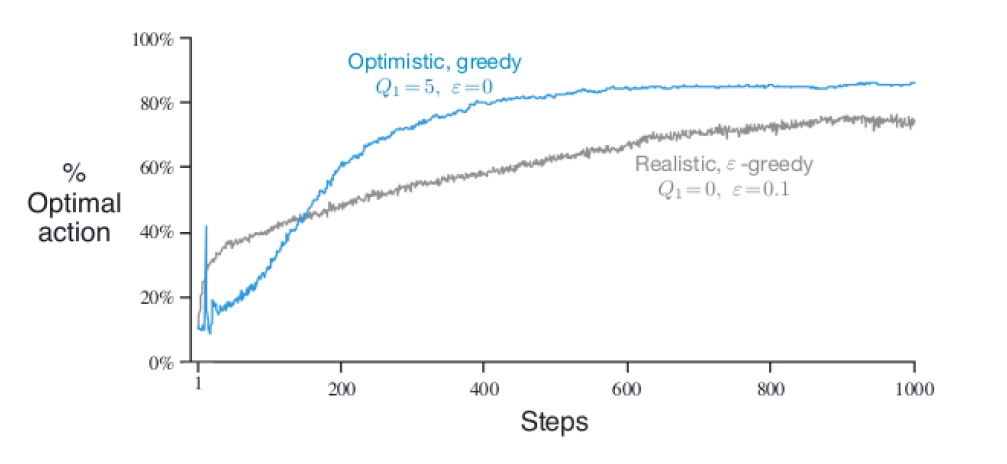 100%
80%
60%
40%
20%
0%
%
Optimal
action
Optimistic, greedy
Q₁ = 5, ε = 0
Realistic, ε -greedy
Q₁ = 0, ε = 0.1
1
200
400
600
800
1000
Steps